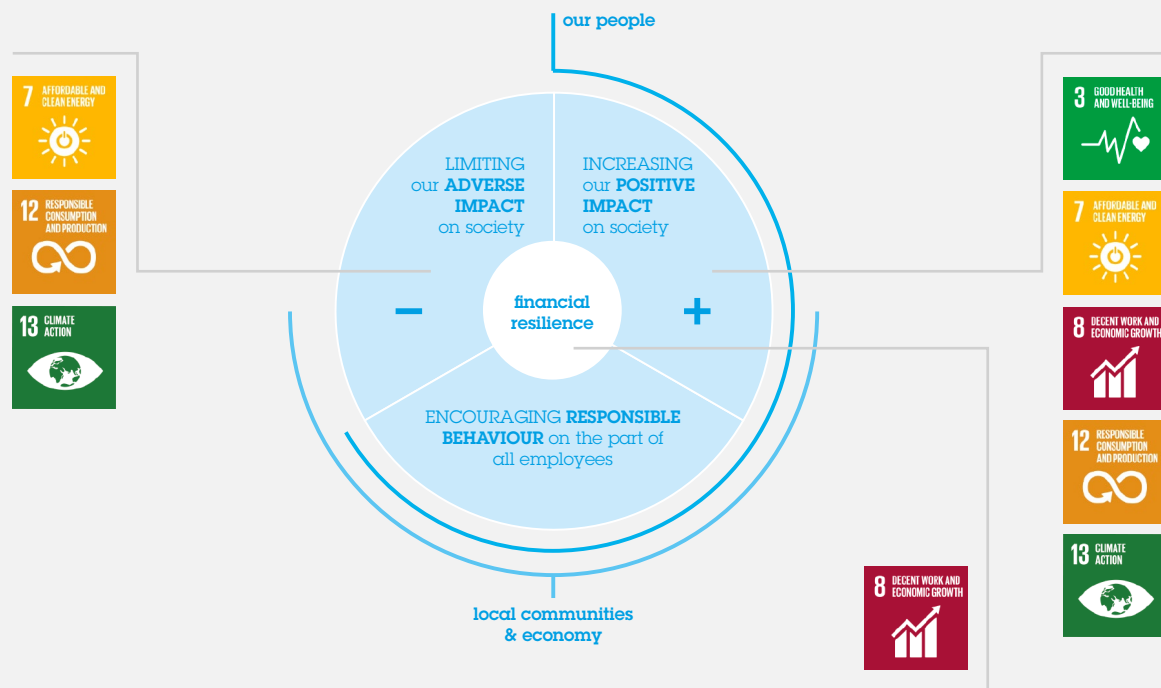 our people
7 AFFORDABLE AND
CLEAN ENERGY
12 RESPONSIBLE
CONSUMPTION
AND PRODUCTION
13 CLIMATE
ACTION
LIMITING
our ADVERSE
IMPACT
on society
INCREASING
our POSITIVE
IMPACT
on society
–
financial
resilience
+
ENCOURAGING RESPONSIBLE
BEHAVIOUR on the part of
all employees
local communities
& economy
3 GOOD HEALTH
AND WELL-BEING
7 AFFORDABLE AND
CLEAN ENERGY
8 DECENT WORK AND
ECONOMIC GROWTH
12 RESPONSIBLE
CONSUMPTION
AND PRODUCTION
13 CLIMATE
ACTION
8 DECENT WORK AND
ECONOMIC GROWTH